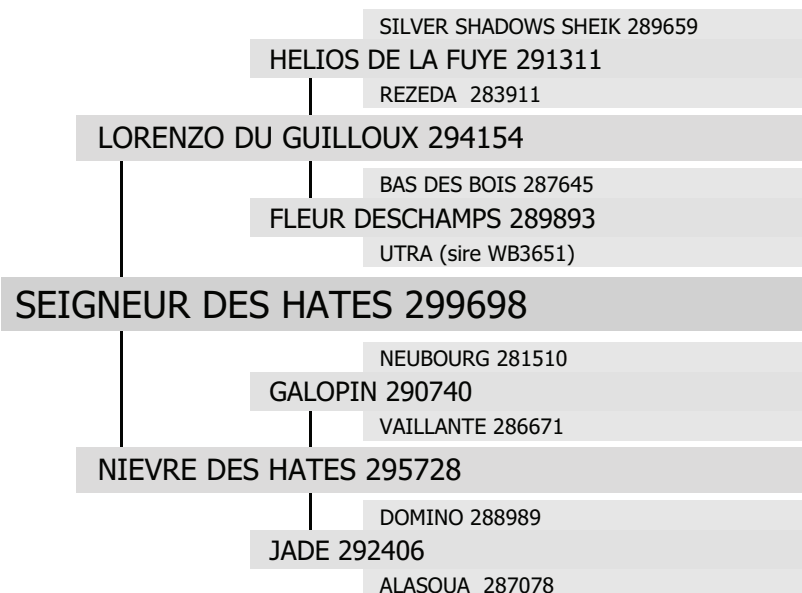 SILVER SHADOWS SHEIK 289659
HELIOS DE LA FUYE 291311
REZEDA 283911
LORENZO DU GUILLOUX 294154
BAS DES BOIS 287645
FLEUR DESCHAMPS 289893
UTRA (sire WB3651)
SEIGNEUR DES HATES 299698
NEUBOURG 281510
GALOPIN 290740
VAILLANTE 286671
NIEVRE DES HATES 295728
DOMINO 288989
JADE 292406
ALASOUA 287078